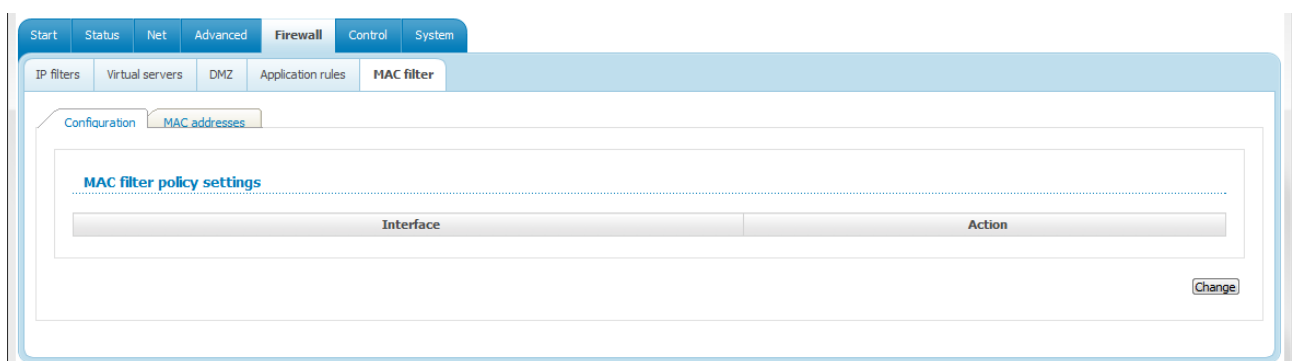 Start Status Net Advanced Firewall Control System
IP filters Virtual servers DMZ Application rules MAC filter
Configuration MAC addresses
MAC filter policy settings
Interface Action
Change